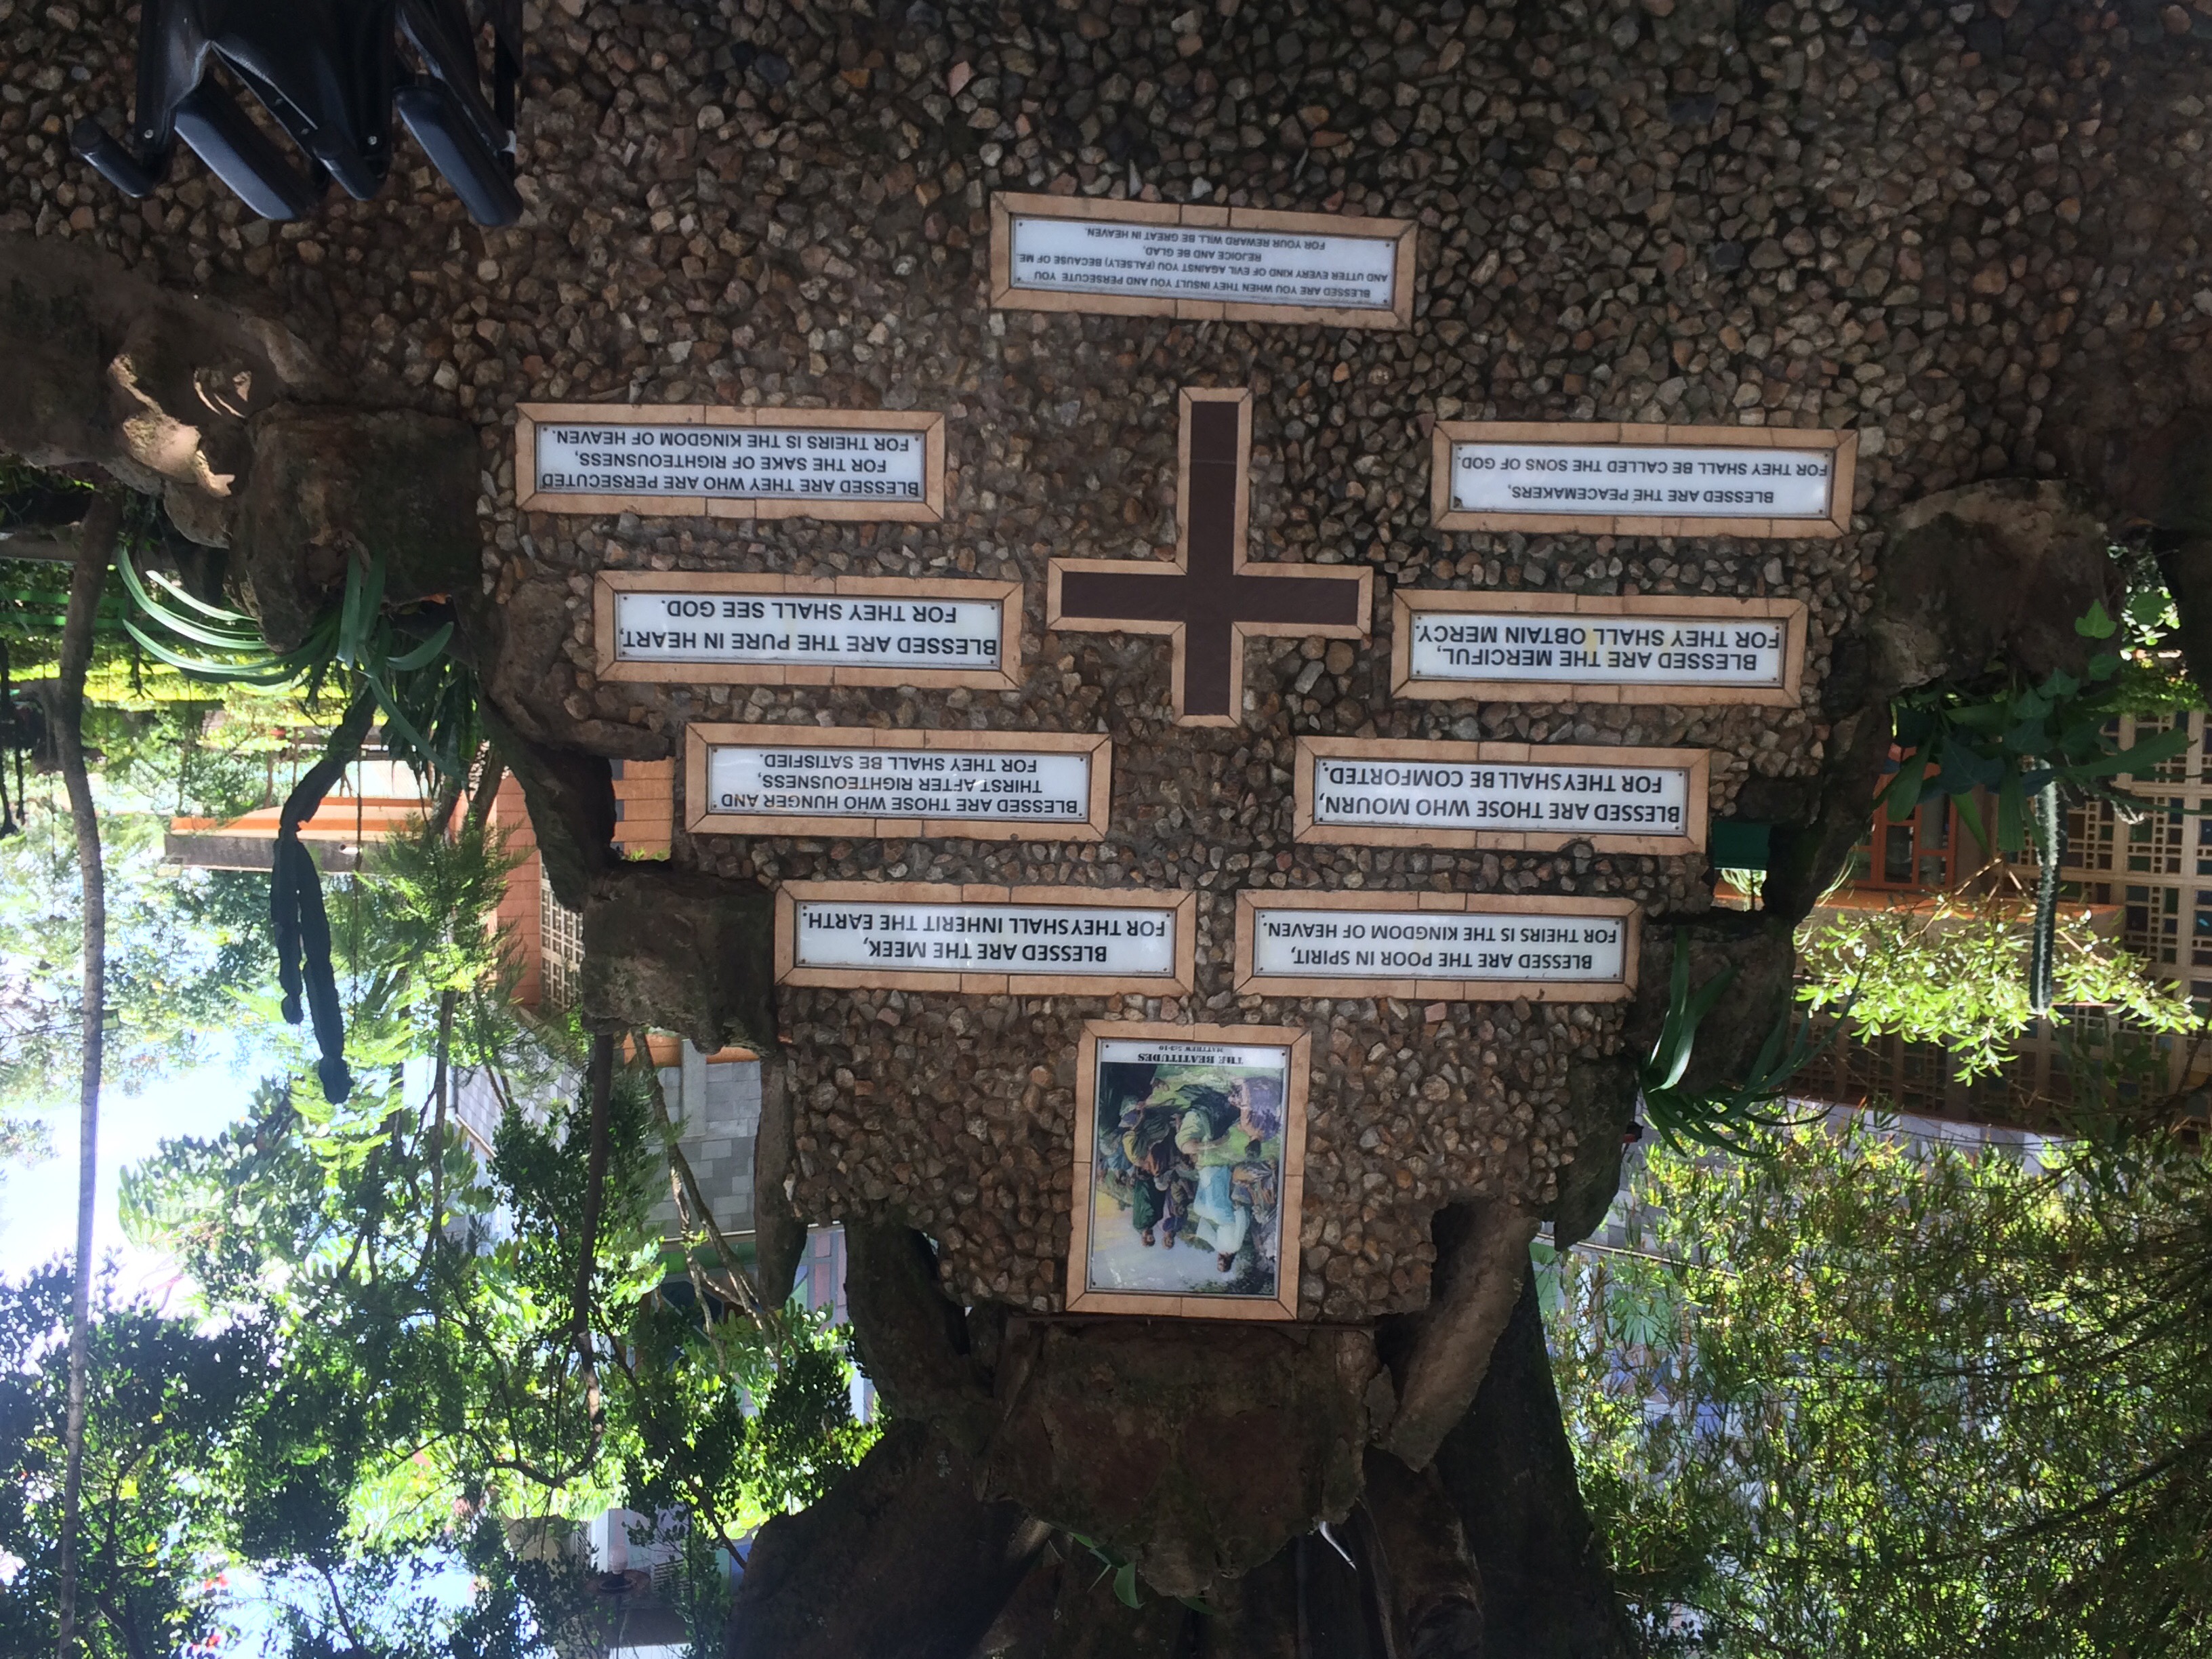 THE BEATITUDES
MATTHEW 5:3-10
BLESSED ARE THE POOR IN SPIRIT,
FOR THEIRS IS THE KINGDOM OF HEAVEN.
BLESSED ARE THE MEEK,
FOR THEY SHALL INHERIT THE EARTH.
BLESSED ARE THOSE WHO MOURN,
FOR THEY SHALL BE COMFORTED.
BLESSED ARE THOSE WHO HUNGER AND
THIRST AFTER RIGHTEOUSNESS,
FOR THEY SHALL BE SATISFIED.
BLESSED ARE THE MERCIFUL,
FOR THEY SHALL OBTAIN MERCY.
BLESSED ARE THE PURE IN HEART,
FOR THEY SHALL SEE GOD.
BLESSED ARE THE PEACEMAKERS,
FOR THEY SHALL BE CALLED THE SONS OF GOD.
BLESSED ARE THEY WHO ARE PERSECUTED
FOR THE SAKE OF RIGHTEOUSNESS,
FOR THEIRS IS THE KINGDOM OF HEAVEN.
BLESSED ARE YOU WHEN THEY INSULT YOU AND PERSECUTE YOU
AND UTTER EVERY KIND OF EVIL AGAINST YOU (FALSELY) BECAUSE OF ME.
REJOICE AND BE GLAD,
FOR YOUR REWARD WILL BE GREAT IN HEAVEN.